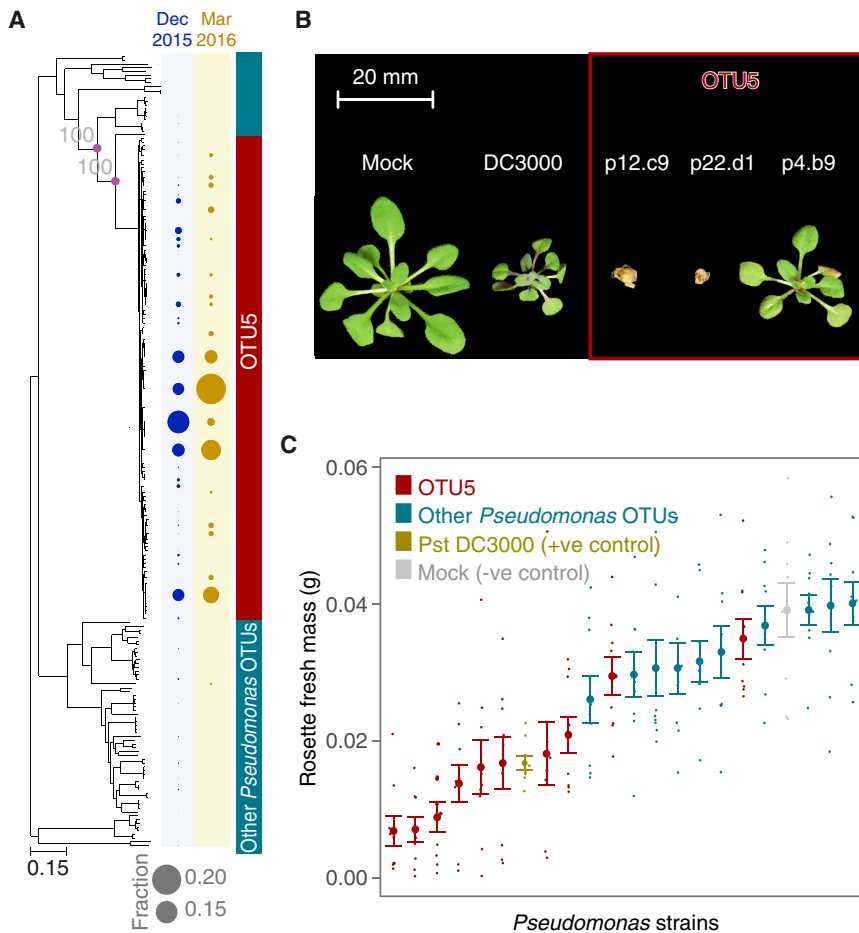 A
Dec
2015
Mar
2016
100
100
OTU5
Other Pseudomonas OTUs
0.15
Fraction
0.20
0.15
B
20 mm
OTU5
Mock
DC3000
p12.c9
p22.d1
p4.b9
C
0.06
0.04
0.02
0.00
Rosette fresh mass (g)
OTU5
Other Pseudomonas OTUs
Pst DC3000 (+ve control)
Mock (-ve control)
Pseudomonas strains